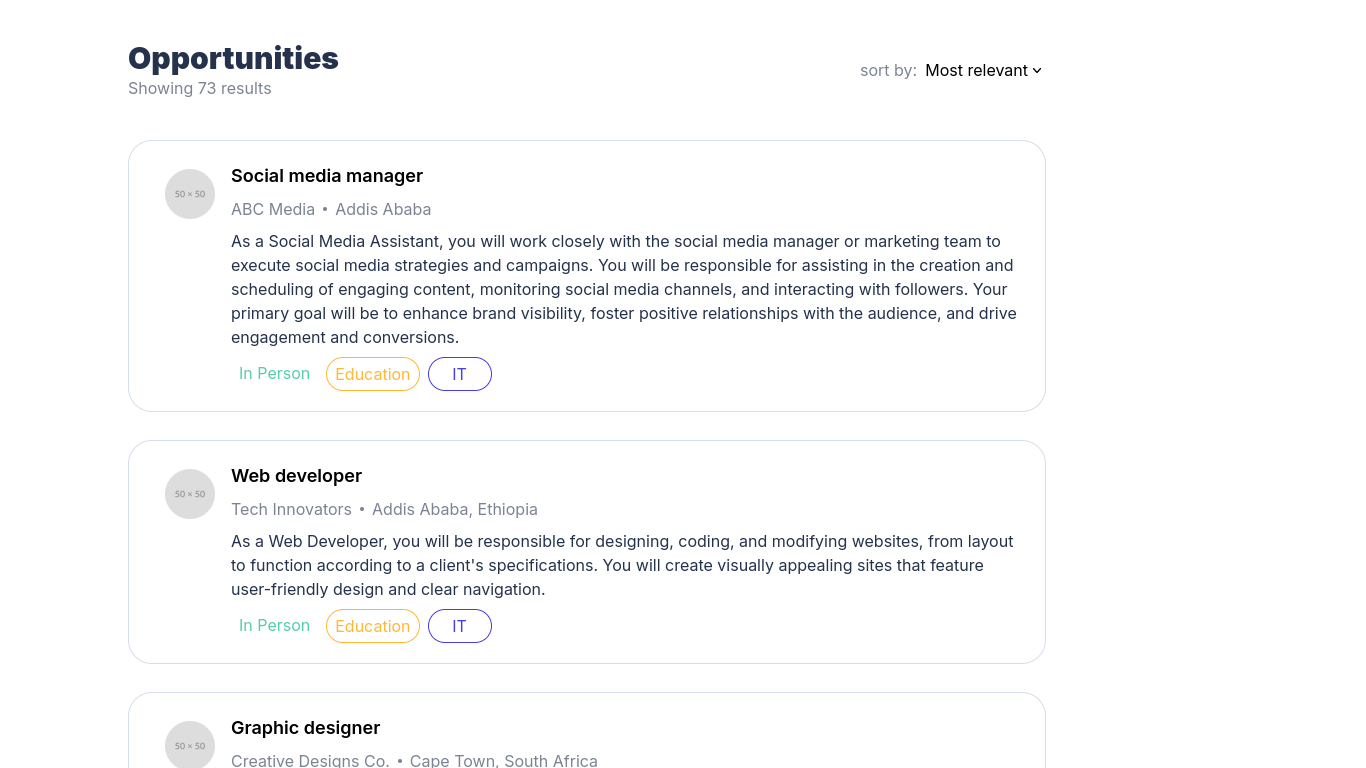 Opportunities
Showing 73 results
sort by: Most relevant
50 × 50
Social media manager
ABC Media • Addis Ababa
As a Social Media Assistant, you will work closely with the social media manager or marketing team to
execute social media strategies and campaigns. You will be responsible for assisting in the creation and
scheduling of engaging content, monitoring social media channels, and interacting with followers. Your
primary goal will be to enhance brand visibility, foster positive relationships with the audience, and drive
engagement and conversions.
In Person Education IT
50 × 50
Web developer
Tech Innovators • Addis Ababa, Ethiopia
As a Web Developer, you will be responsible for designing, coding, and modifying websites, from layout
to function according to a client's specifications. You will create visually appealing sites that feature
user-friendly design and clear navigation.
In Person Education IT
50 × 50
Graphic designer
Creative Designs Co. • Cape Town, South Africa